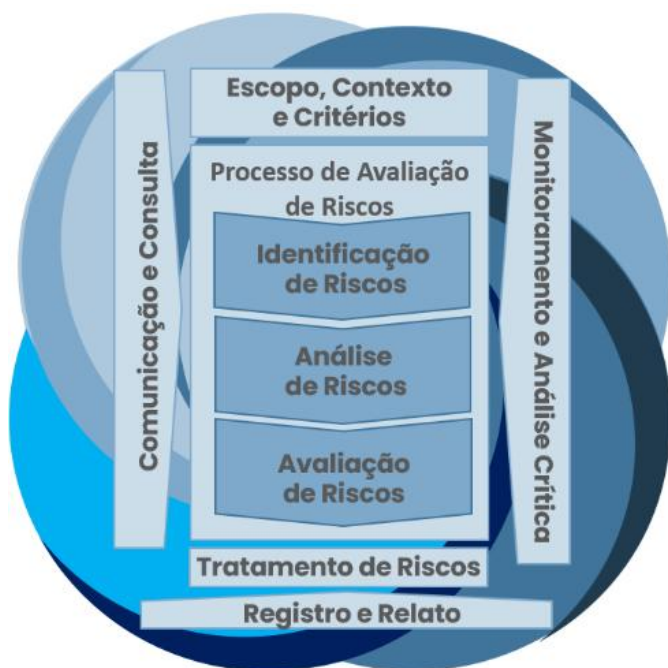 Escopo, Contexto
e Critérios
Comunicação e Consulta
Processo de Avaliação
de Riscos
Identificação
de Riscos
Análise
de Riscos
Avaliação
de Riscos
Monitoramento e Análise Crítica
Tratamento de Riscos
Registro e Relato